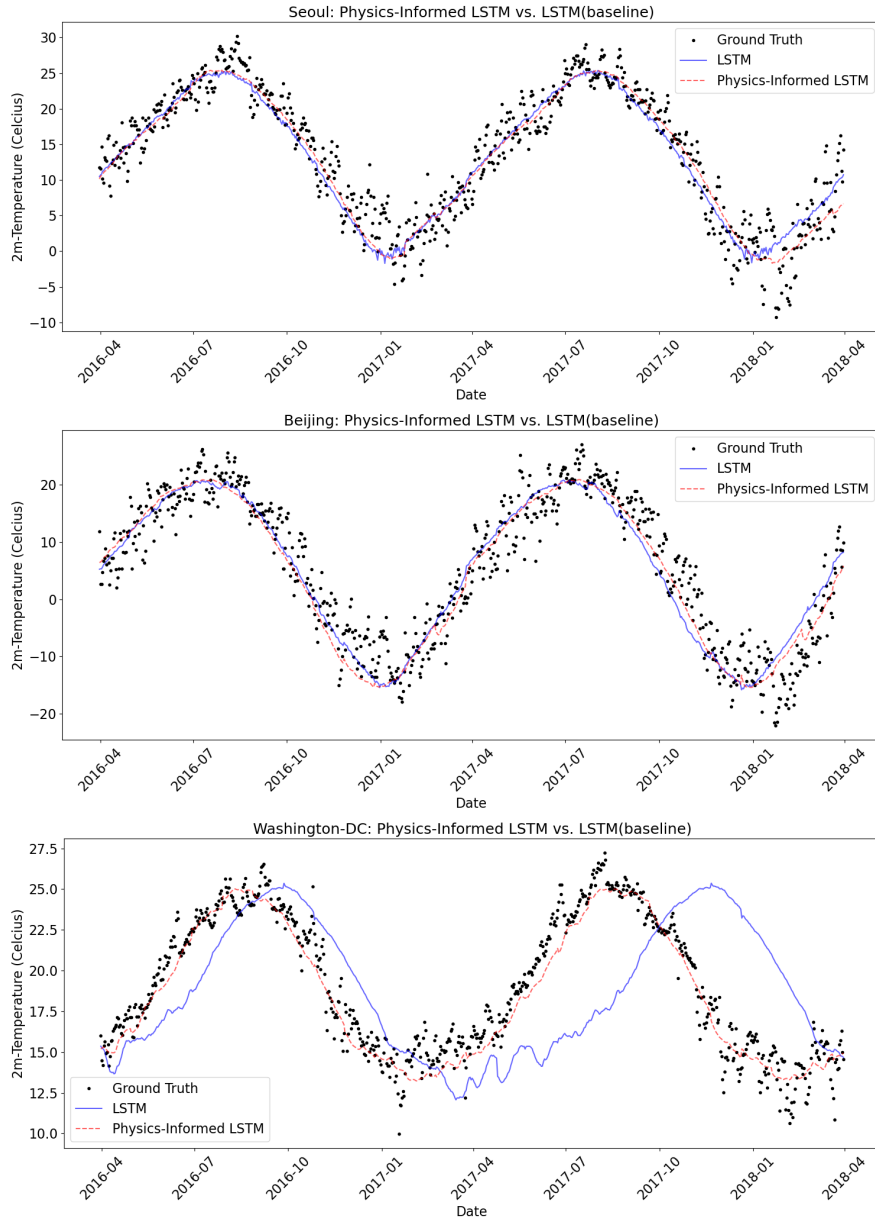 Seoul: Physics-Informed LSTM vs. LSTM(baseline)
30
25
20
15
10
5
0
−5
−10
2m-Temperature (Celcius)
Ground Truth
LSTM
Physics-Informed LSTM
2016-04
2016-07
2016-10
2017-01
2017-04
2017-07
2017-10
2018-01
2018-04
Date
Beijing: Physics-Informed LSTM vs. LSTM(baseline)
20
10
0
−10
−20
2m-Temperature (Celcius)
Ground Truth
LSTM
Physics-Informed LSTM
2016-04
2016-07
2016-10
2017-01
2017-04
2017-07
2017-10
2018-01
2018-04
Date
Washington-DC: Physics-Informed LSTM vs. LSTM(baseline)
27.5
25.0
22.5
20.0
17.5
15.0
12.5
10.0
2m-Temperature (Celcius)
Ground Truth
LSTM
Physics-Informed LSTM
2016-04
2016-07
2016-10
2017-01
2017-04
2017-07
2017-10
2018-01
2018-04
Date